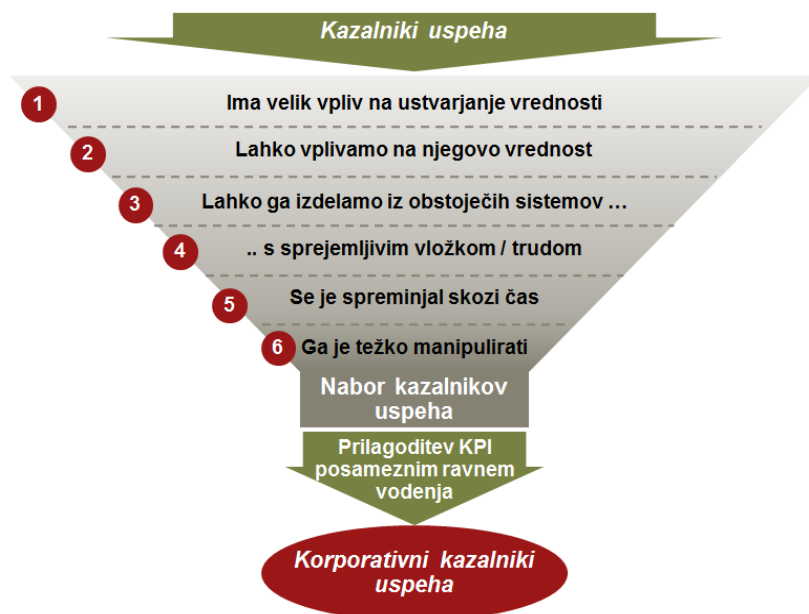 Kazalniki uspeha
1 Ima velik vpliv na ustvarjanje vrednosti
2 Lahko vplivamo na njegovo vrednost
3 Lahko ga izdelamo iz obstoječih sistemov …
4 .. s sprejemljivim vložkom / trudom
5 Se je spreminjal skozi čas
6 Ga je težko manipulirati
Nabor kazalnikov
uspeha
Prilagoditev KPI
posameznim ravnem
vodenja
Korporativni kazalniki
uspeha